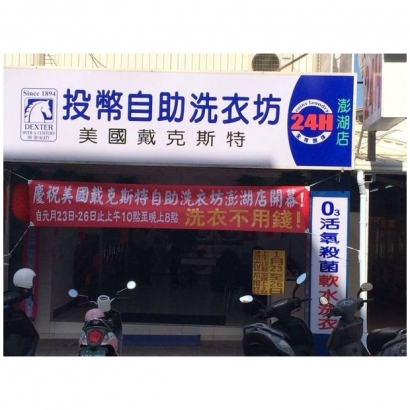 Since 1894
DEXTER
投幣自助洗衣坊
美國戴克斯特
24H
澎湖店
慶祝美國戴克斯特自助洗衣坊澎湖店開幕！
自元月23日-26日止上午10點至晚上8點 洗衣不用錢！
O3活氧殺菌軟水洗衣